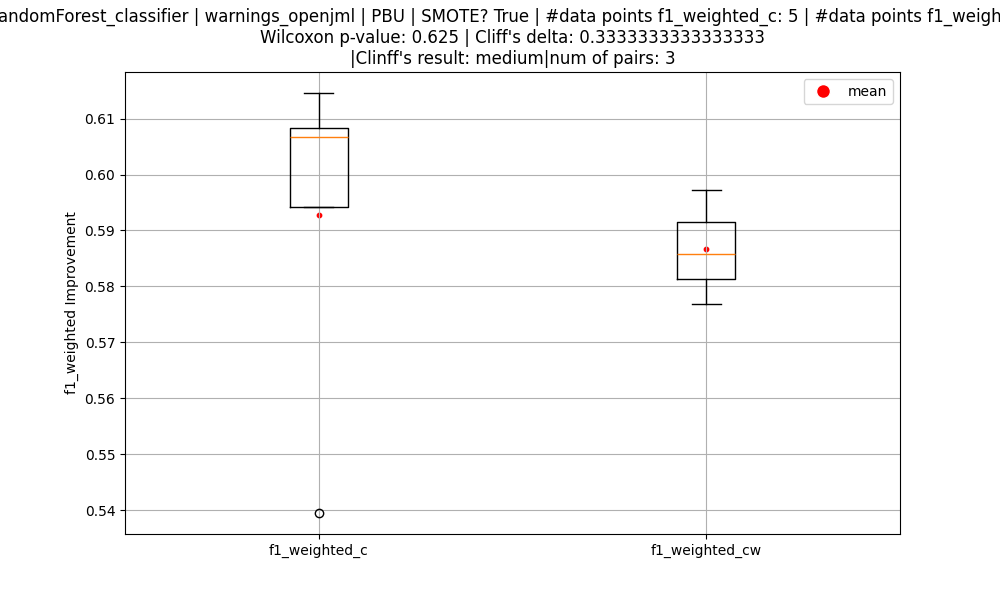 andomForest_classifier | warnings_openjml | PBU | SMOTE? True | #data points f1_weighted_c: 5 | #data points f1_weigh
Wilcoxon p-value: 0.625 | Cliff's delta: 0.3333333333333333
|Clinff's result: medium|num of pairs: 3
mean
0.61
0.60
0.59
0.58
0.57
0.56
0.55
0.54
f1_weighted Improvement
f1_weighted_c
f1_weighted_cw